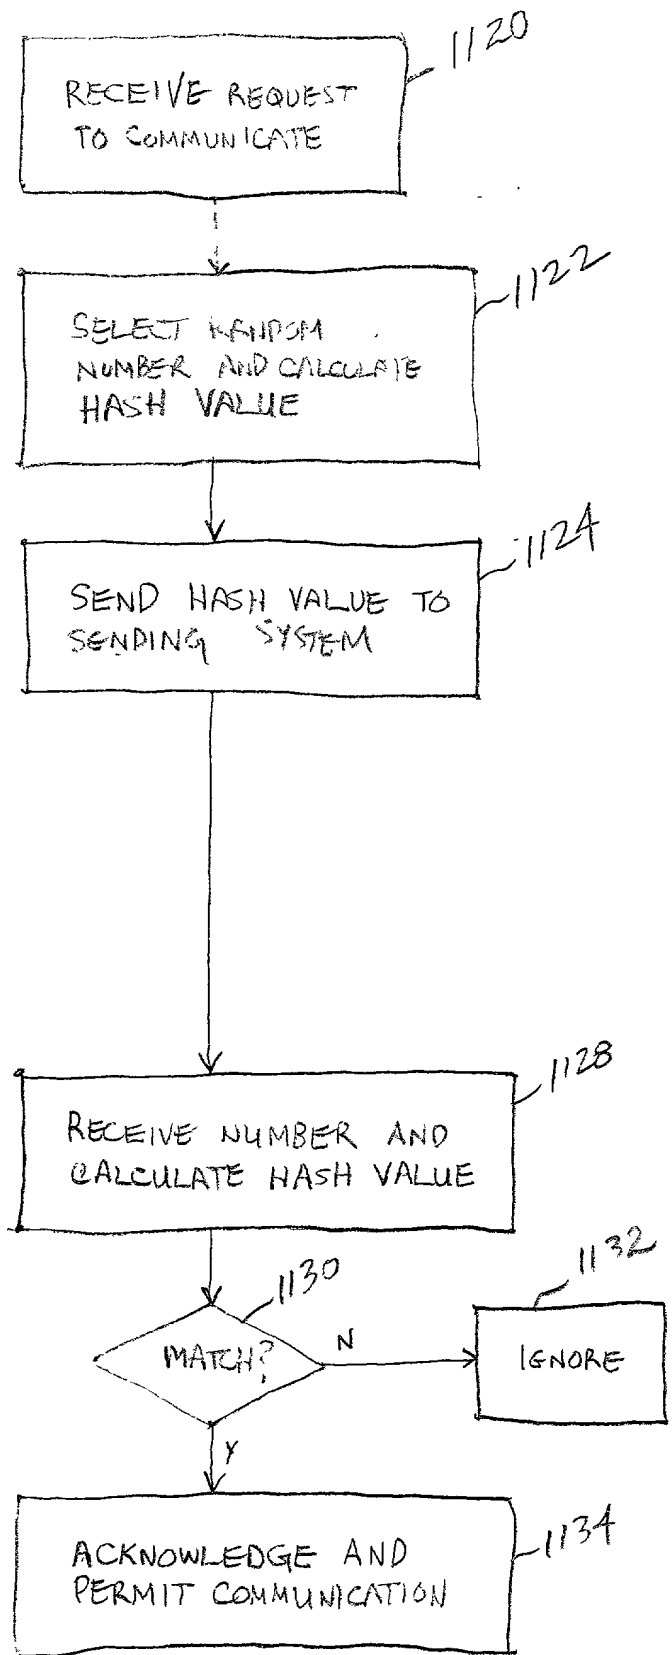 1120
RECEIVE REQUEST
TO COMMUNICATE
1122
SELECT RANDOM
NUMBER AND CALCULATE
HASH VALUE
1124
SEND HASH VALUE TO
SENDING SYSTEM
1128
RECEIVE NUMBER AND
CALCULATE HASH VALUE
1130
1132
MATCH?
N
IGNORE
Y
1134
ACKNOWLEDGE AND
PERMIT COMMUNICATION